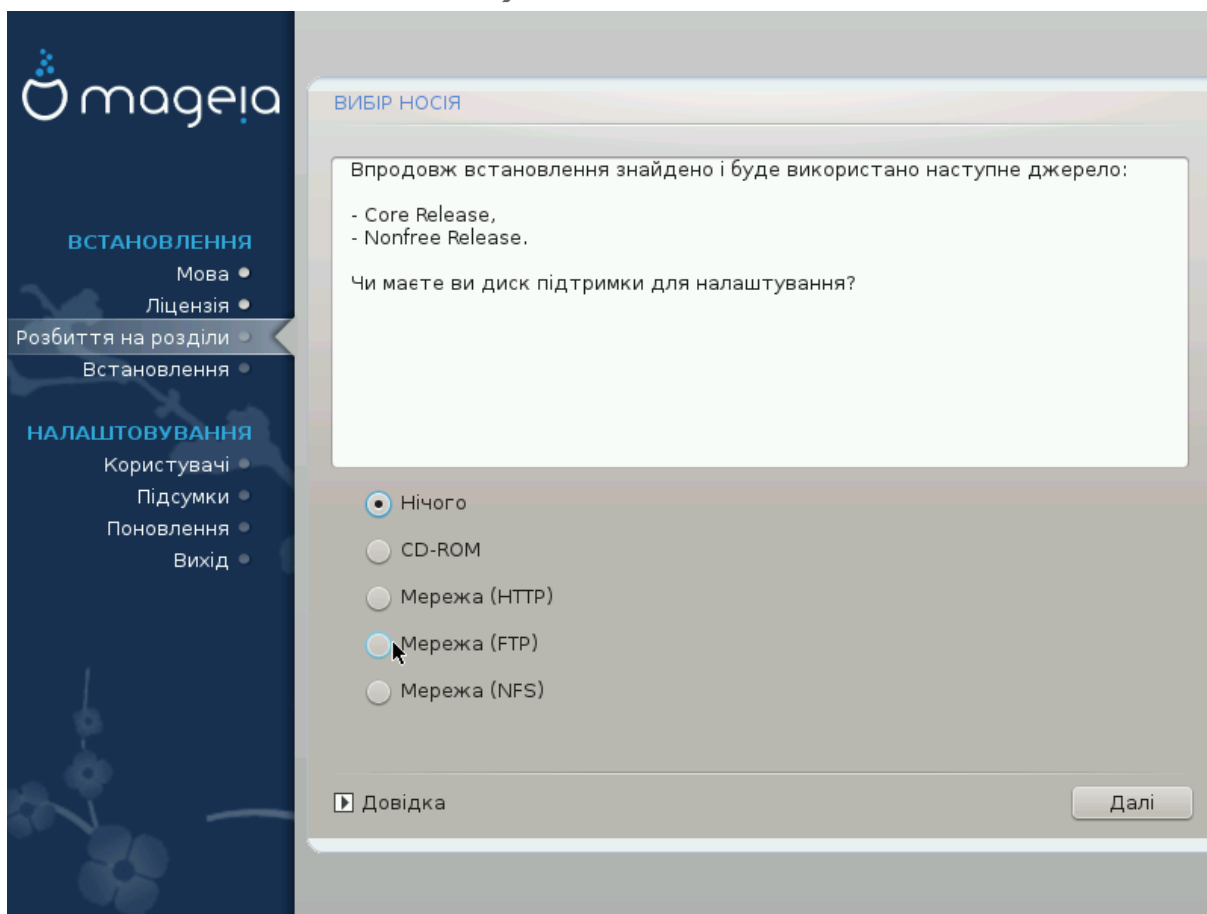 mageia
ВСТАНОВЛЕННЯ
Мова
Ліцензія
Розбиття на розділи
Встановлення
НАЛАШТОВУВАННЯ
Користувачі
Підсумки
Поновлення
Вихід
ВИБІР НОСІЯ
Впродовж встановлення знайдено і буде використано наступне джерело:
- Core Release,
- Nonfree Release.
Чи маєте ви диск підтримки для налаштування?
Нічого
CD-ROM
Мережа (HTTP)
Мережа (FTP)
Мережа (NFS)
Довідка
Далі